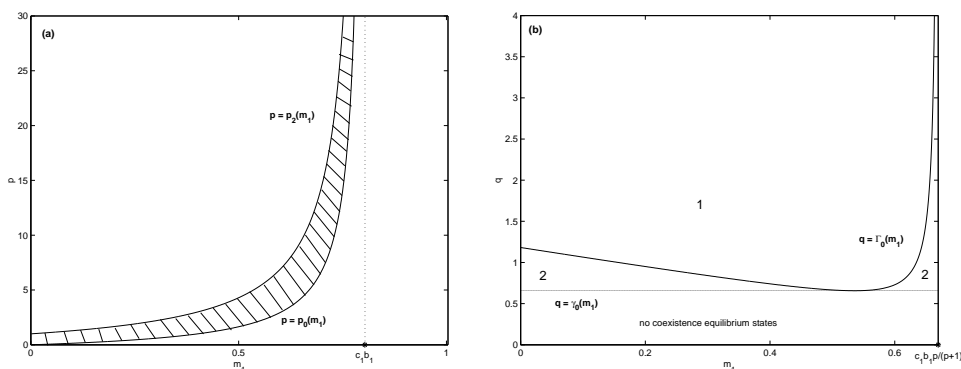 (a)
30
25
20
15
10
5
0
p
p = p2(m1)
p = p0(m1)
0
0.5
c1b1
1
m1
(b)
4
3.5
3
2.5
2
1.5
1
0.5
0
q
1
q = Γ0(m1)
2
2
q = γ0(m1)
no coexistence equilibrium states
0
0.2
0.4
0.6
c1b1p/(p+1)
m1